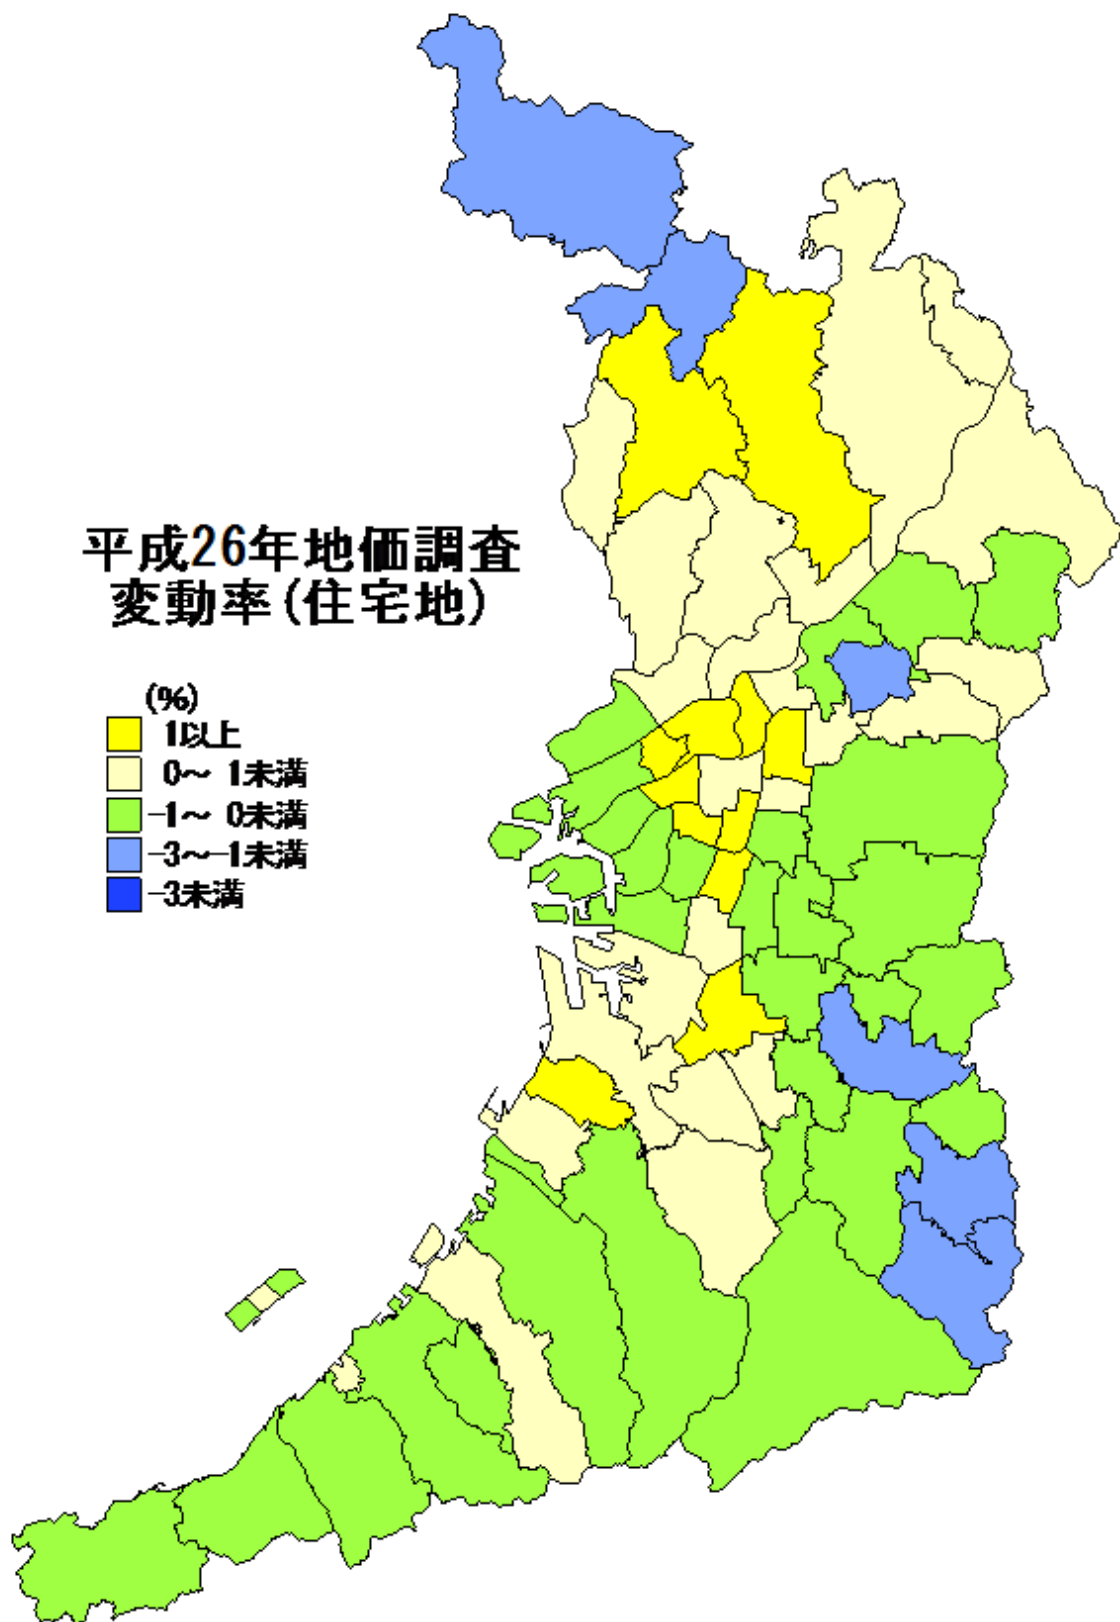 平成26年地価調査
変動率(住宅地)
(%)
1以上
0～ 1未満
-1～ 0未満
-3～-1未満
-3未満